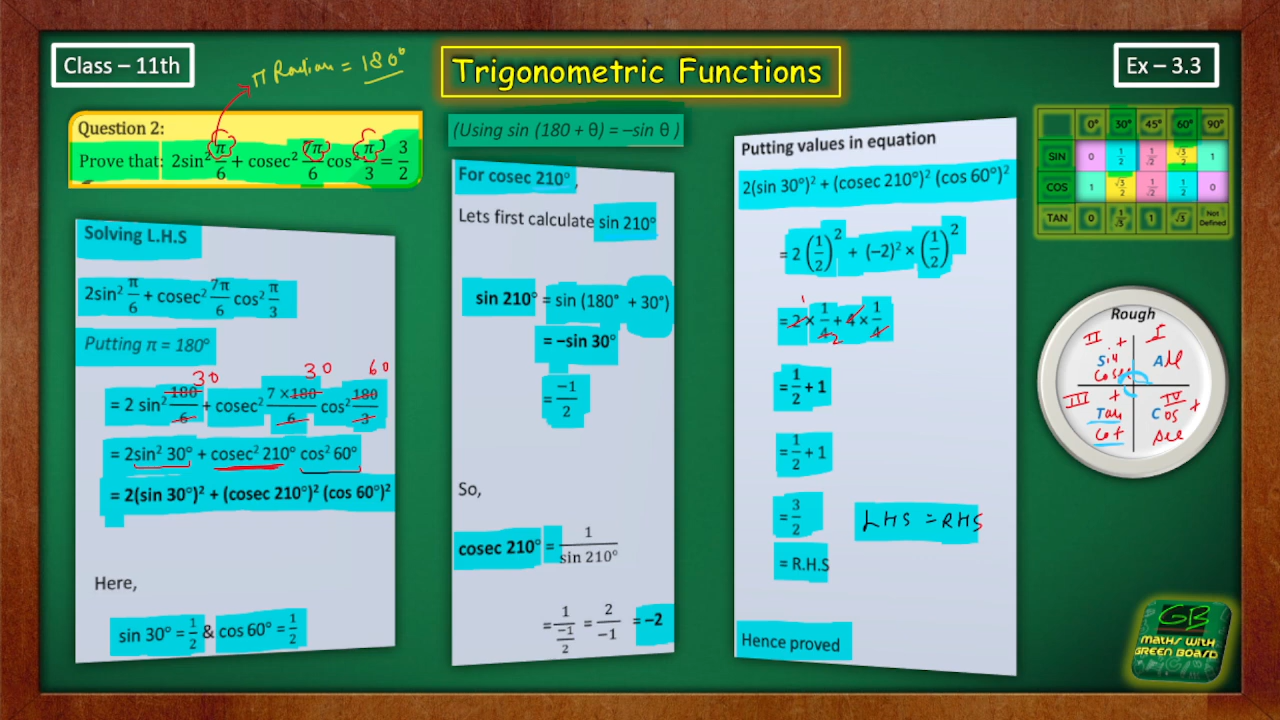 Class – 11th
π Radian = 180°
Trigonometric Functions
Ex – 3.3
Question 2:
Prove that: 2sin² π/6 + cosec² 7π/6 cos² π/3 = 3/2
Solving L.H.S
2sin² π/6 + cosec² 7π/6 cos² π/3
Putting π = 180°
30 30 60
= 2 sin² 180/6 + cosec² 7 ×180/6 cos² 180/3
= 2sin² 30° + cosec² 210° cos² 60°
= 2(sin 30°)² + (cosec 210°)² (cos 60°)²
Here,
sin 30° = 1/2 & cos 60° = 1/2
(Using sin (180 + θ) = –sin θ )
For cosec 210°,
Lets first calculate sin 210°
sin 210° = sin (180° + 30°)
= –sin 30°
= –1/2
So,
cosec 210° = 1/sin 210°
= 1/(–1/2) = 2/–1 = –2
Putting values in equation
2(sin 30°)² + (cosec 210°)² (cos 60°)²
= 2 (1/2)² + (–2)² × (1/2)²
1
= 2 × 1/4 + 4 × 1/4
2
= 1/2 + 1
= 1/2 + 1
= 3/2
LHS = RHS
= R.H.S
Hence proved
0° 30° 45° 60° 90°
SIN 0 1/2 1/√2 √3/2 1
COS 1 √3/2 1/√2 1/2 0
TAN 0 1/√3 1 √3 Not Defined
Rough
II + I
Sin All
Cosec
III + IV +
Tan Cos
Cot sec
GB
MATHS WITH
GREEN BOARD